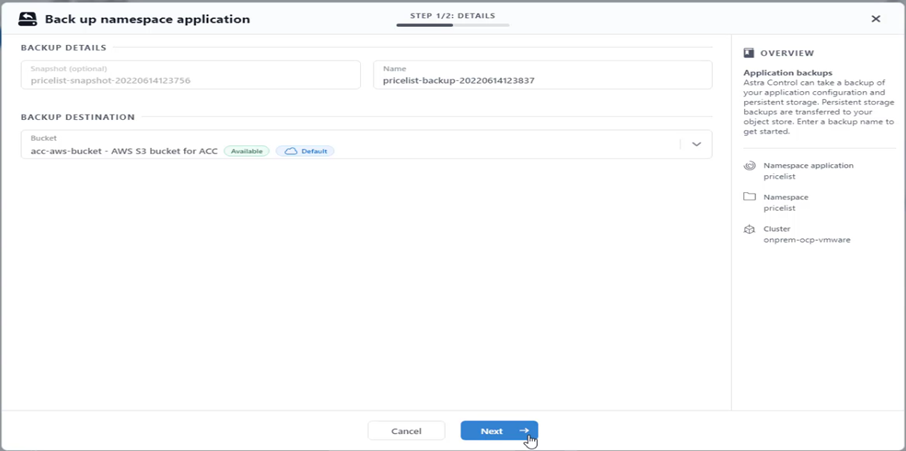 Back up namespace application
STEP 1/2: DETAILS
BACKUP DETAILS
Snapshot (optional)
pricelist-snapshot-20220614123756
Name
pricelist-backup-20220614123837
BACKUP DESTINATION
Bucket
acc-aws-bucket - AWS S3 bucket for ACC Available Default
OVERVIEW
Application backups
Astra Control can take a backup of
your application configuration and
persistent storage. Persistent storage
backups are transferred to your
object store. Enter a backup name to
get started.
Namespace application
pricelist
Namespace
pricelist
Cluster
onprem-ocp-vmware
Cancel
Next